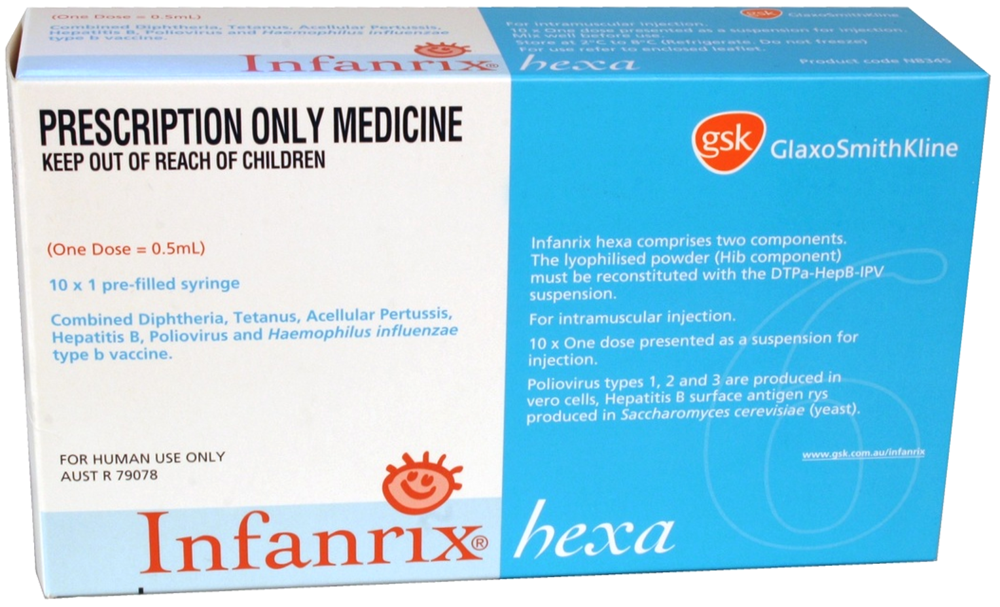 (One Dose = 0.5mL)
Combined Diphtheria, Tetanus, Acellular Pertussis,
Hepatitis B, Poliovirus and Haemophilus influenzae
type b vaccine.
Infanrix® hexa
gsk GlaxoSmithKline
For intramuscular injection.
10 x One dose presented as a suspension for injection.
Mix well before use.
Store at 2°C to 8°C (Refrigerate. Do not freeze)
For use refer to enclosed leaflet.
Product code N8345
PRESCRIPTION ONLY MEDICINE
KEEP OUT OF REACH OF CHILDREN
(One Dose = 0.5mL)
10 x 1 pre-filled syringe
Combined Diphtheria, Tetanus, Acellular Pertussis,
Hepatitis B, Poliovirus and Haemophilus influenzae
type b vaccine.
FOR HUMAN USE ONLY
AUST R 79078
gsk GlaxoSmithKline
Infanrix hexa comprises two components.
The lyophilised powder (Hib component)
must be reconstituted with the DTPa-HepB-IPV
suspension.
For intramuscular injection.
10 x One dose presented as a suspension for
injection.
Poliovirus types 1, 2 and 3 are produced in
vero cells, Hepatitis B surface antigen rys
produced in Saccharomyces cerevisiae (yeast).
6
www.gsk.com.au/infanrix
Infanrix® hexa